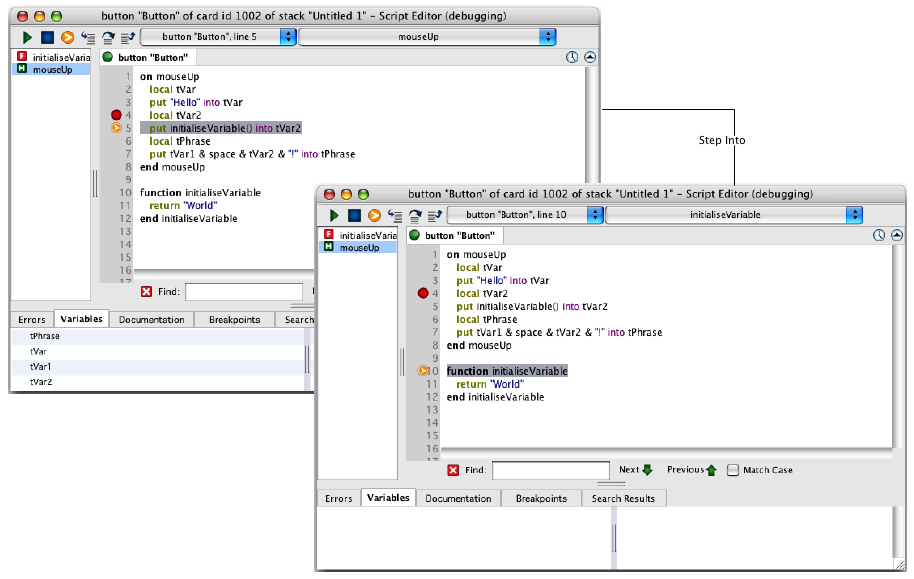 button "Button" of card id 1002 of stack "Untitled 1" - Script Editor (debugging)
button "Button", line 5
mouseUp
F initialiseVaria
H mouseUp
button "Button"
1 on mouseUp
2 local tVar
3 put "Hello" into tVar
4 local tVar2
5 put initialiseVariable() into tVar2
6 local tPhrase
7 put tVar1 & space & tVar2 & "!" into tPhrase
8 end mouseUp
9
10 function initialiseVariable
11 return "World"
12 end initialiseVariable
13
14
15
16
17
Find:
Errors Variables Documentation Breakpoints Search
tPhrase
tVar
tVar1
tVar2
Step Into
button "Button" of card id 1002 of stack "Untitled 1" - Script Editor (debugging)
button "Button", line 10
initialiseVariable
F initialiseVaria
H mouseUp
button "Button"
1 on mouseUp
2 local tVar
3 put "Hello" into tVar
4 local tVar2
5 put initialiseVariable() into tVar2
6 local tPhrase
7 put tVar1 & space & tVar2 & "!" into tPhrase
8 end mouseUp
9
10 function initialiseVariable
11 return "World"
12 end initialiseVariable
13
14
15
16
17
Find: Next Previous Match Case
Errors Variables Documentation Breakpoints Search Results